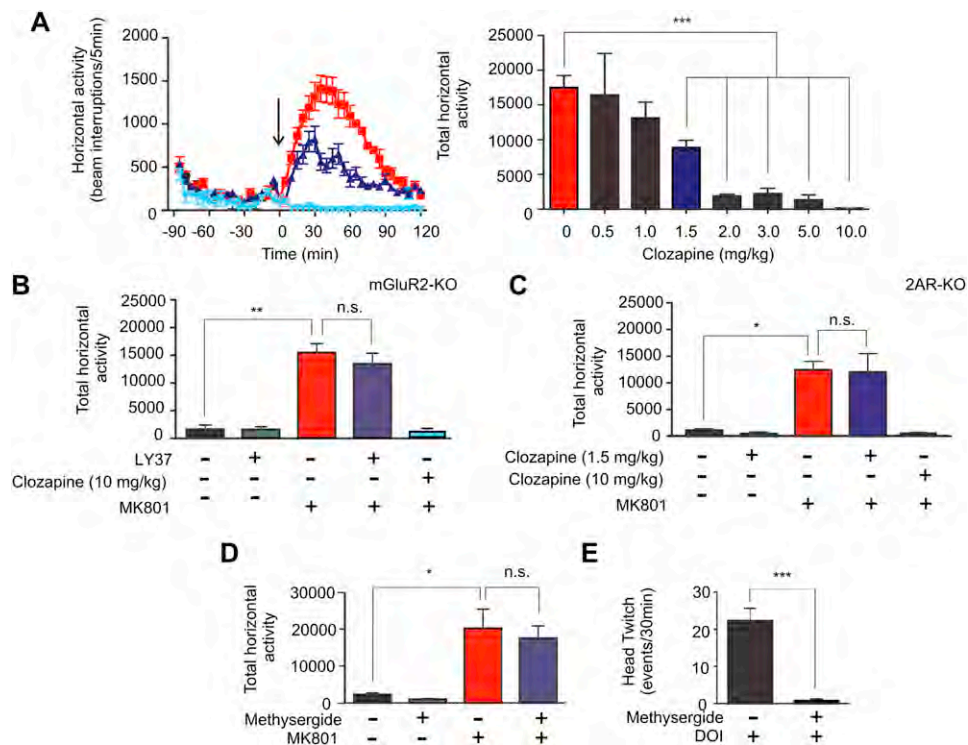 A
Horizontal activity
(beam interruptions/5min)
2000
1500
1000
500
0
-90
-60
-30
0
30
60
90
120
Time (min)
Total horizontal
activity
25000
20000
15000
10000
5000
0
***
0
0.5
1.0
1.5
2.0
3.0
5.0
10.0
Clozapine (mg/kg)
B
mGluR2-KO
Total horizontal
activity
25000
20000
15000
10000
5000
0
**
n.s.
LY37 - + - + -
Clozapine (10 mg/kg) - - - - +
MK801 - - + + +
C
2AR-KO
Total horizontal
activity
25000
20000
15000
10000
5000
0
*
n.s.
Clozapine (1.5 mg/kg) - + - + -
Clozapine (10 mg/kg) - - - - +
MK801 - - + + +
D
Total horizontal
activity
30000
20000
10000
0
*
n.s.
Methysergide - + - +
MK801 - - + +
E
Head Twitch
(events/30min)
30
20
10
0
***
Methysergide - +
DOI + +